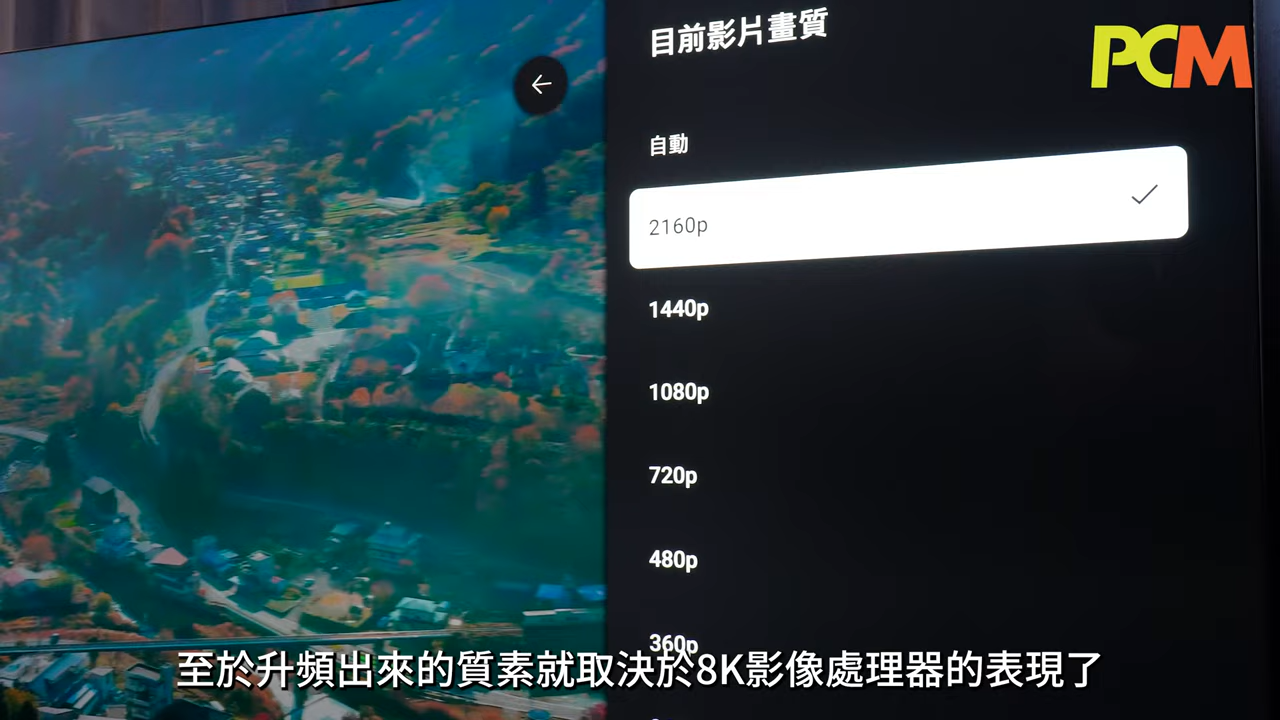 目前影片畫質
PCM
自動
2160p
1440p
1080p
720p
480p
360p
至於升頻出來的質素就取決於8K影像處理器的表現了